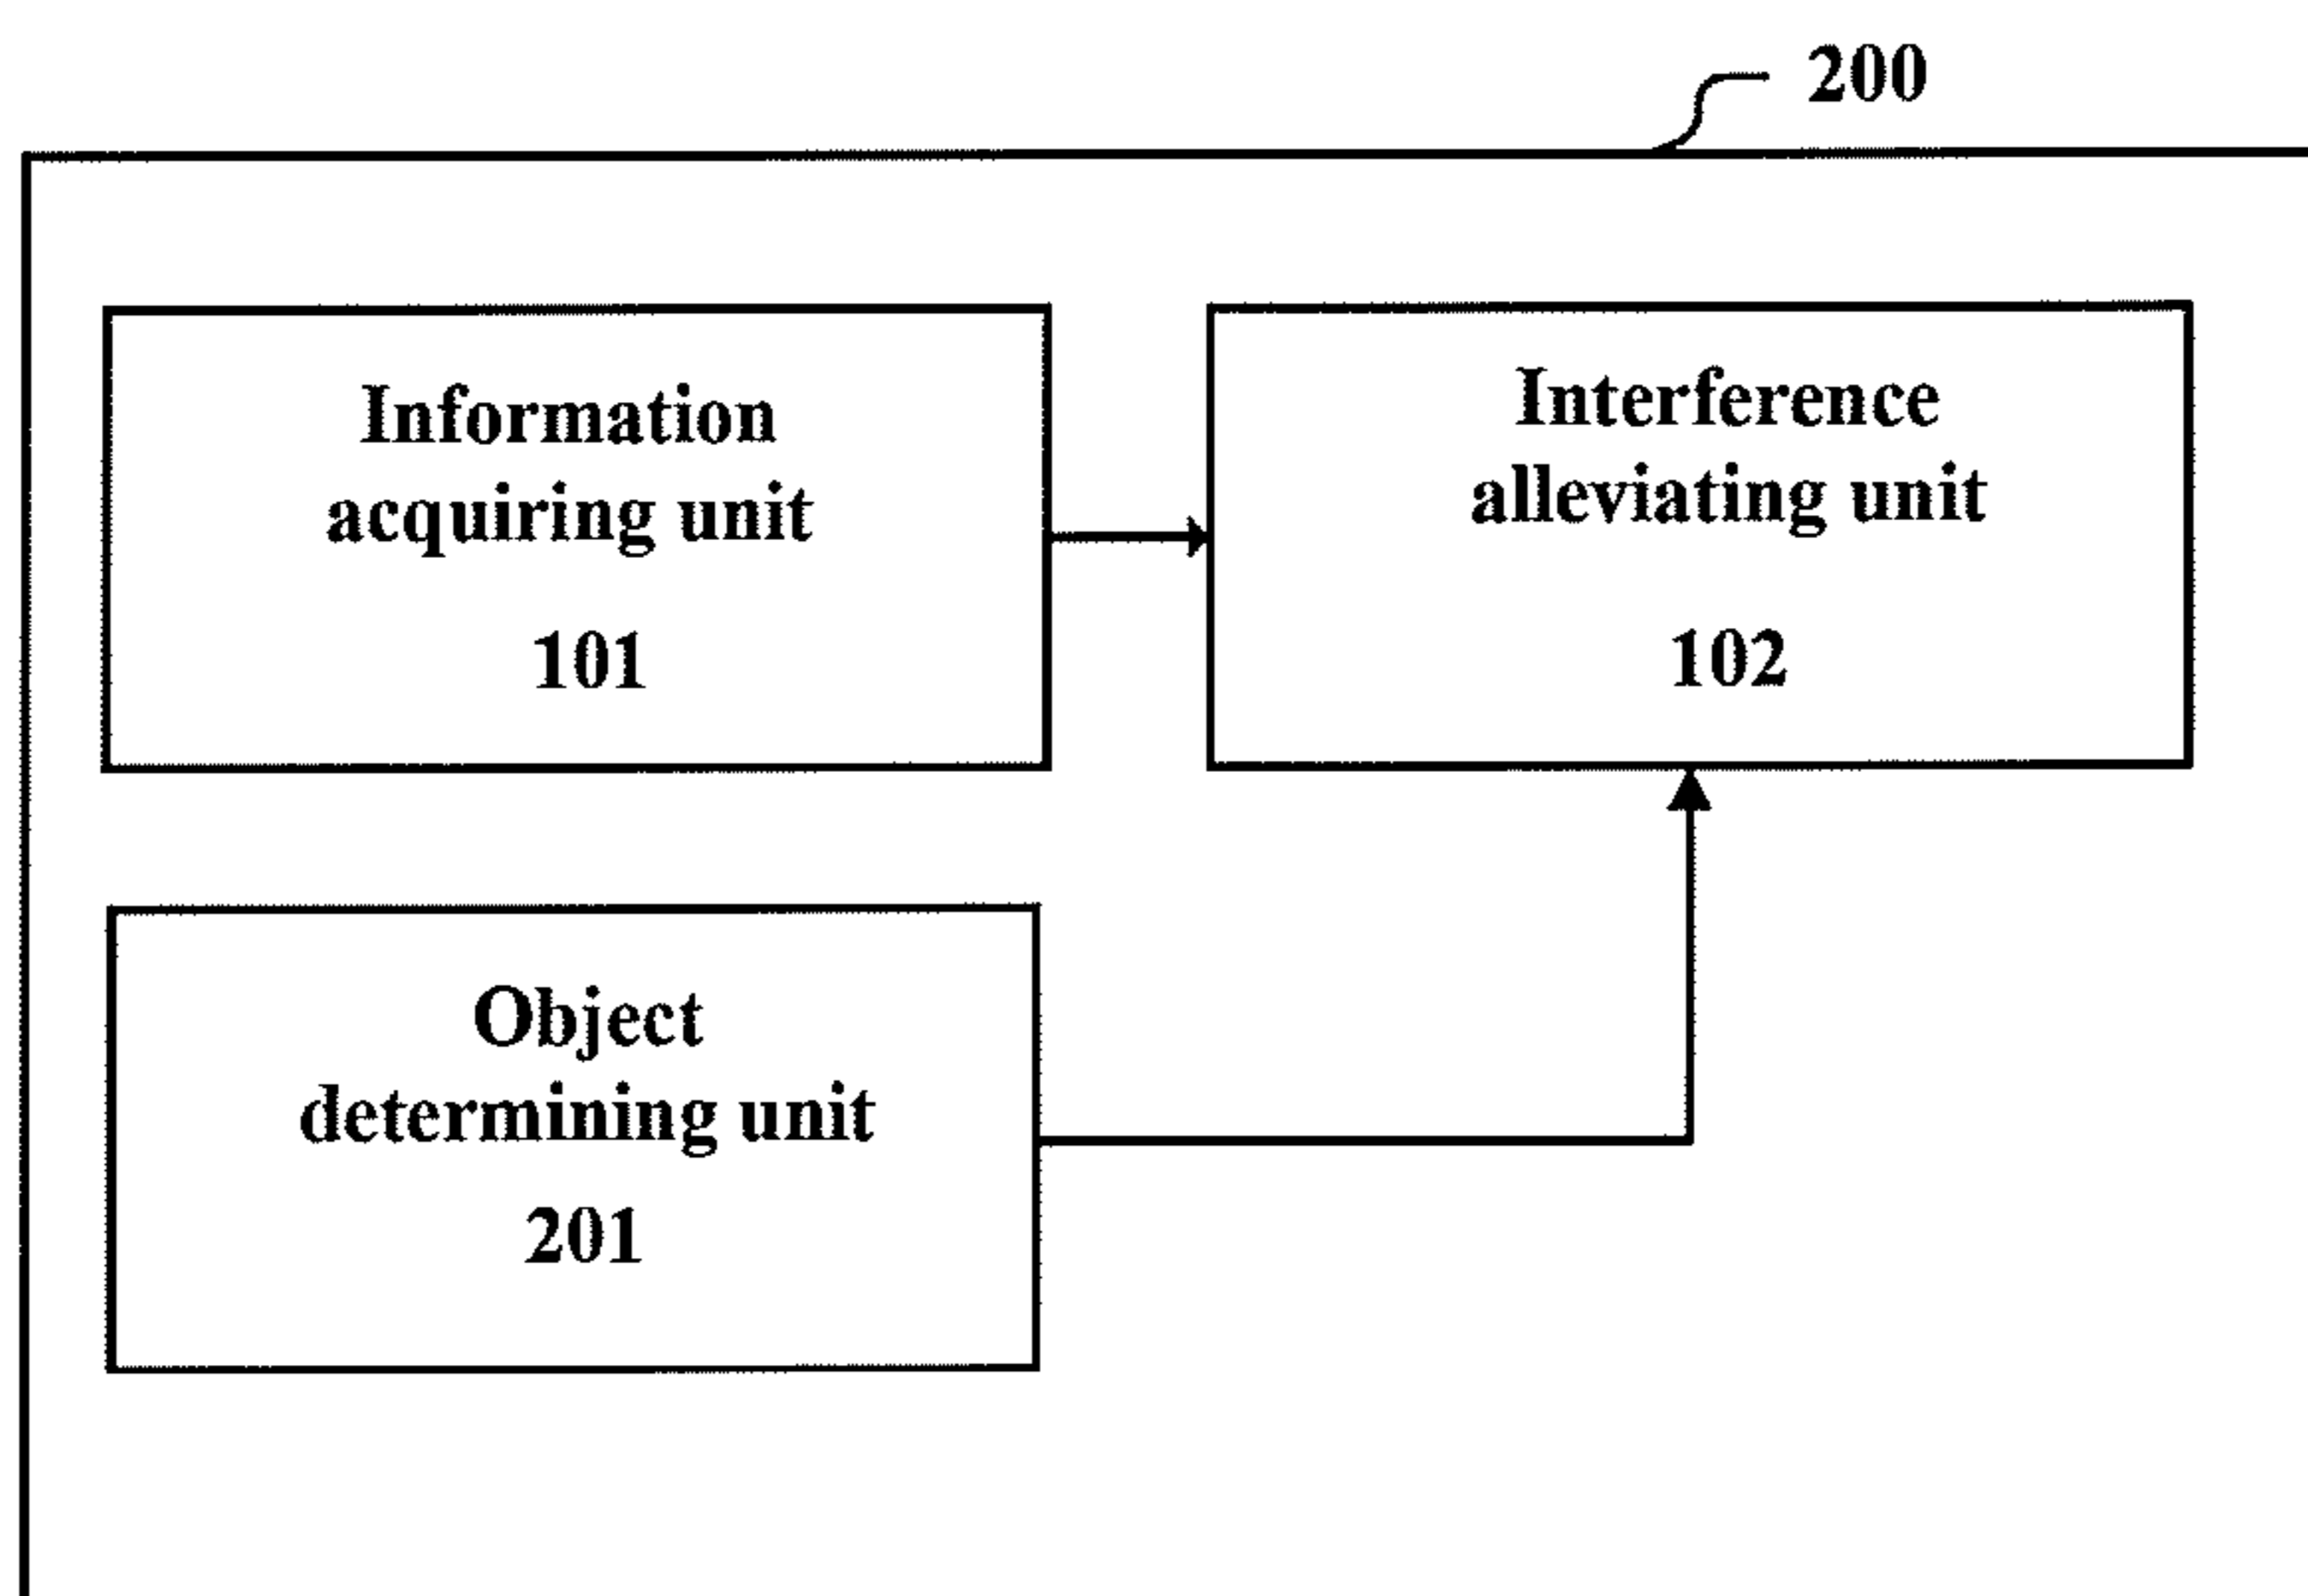 200
Information
acquiring unit
101
Interference
alleviating unit
102
Object
determining unit
201